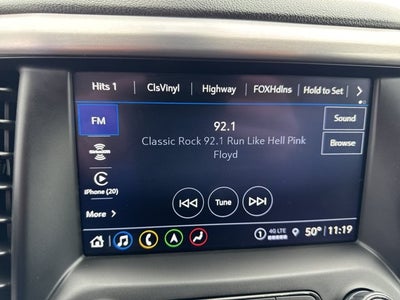 Hits 1 ClsVinyl Highway FOXHdlns Hold to Set
FM
92.1
Sound
Classic Rock 92.1 Run Like Hell Pink
Floyd
Browse
iPhone (20)
Tune
More
1 4G LTE 50° 11:19